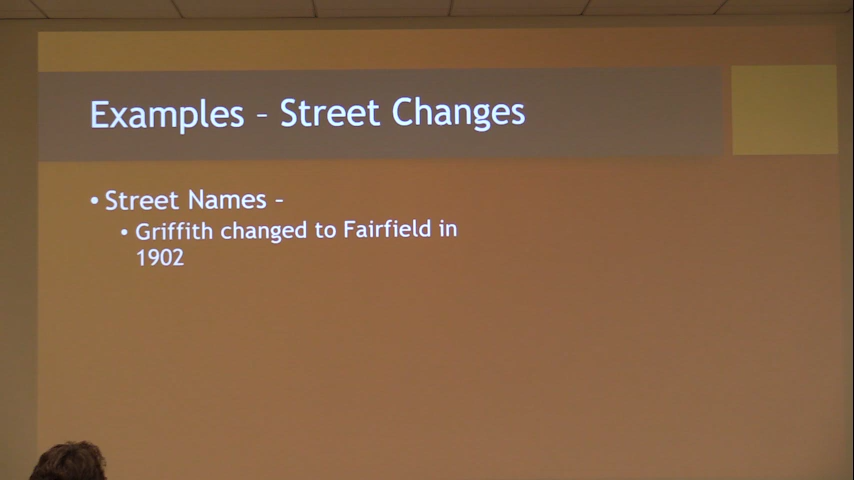 Examples – Street Changes
• Street Names –
• Griffith changed to Fairfield in
1902